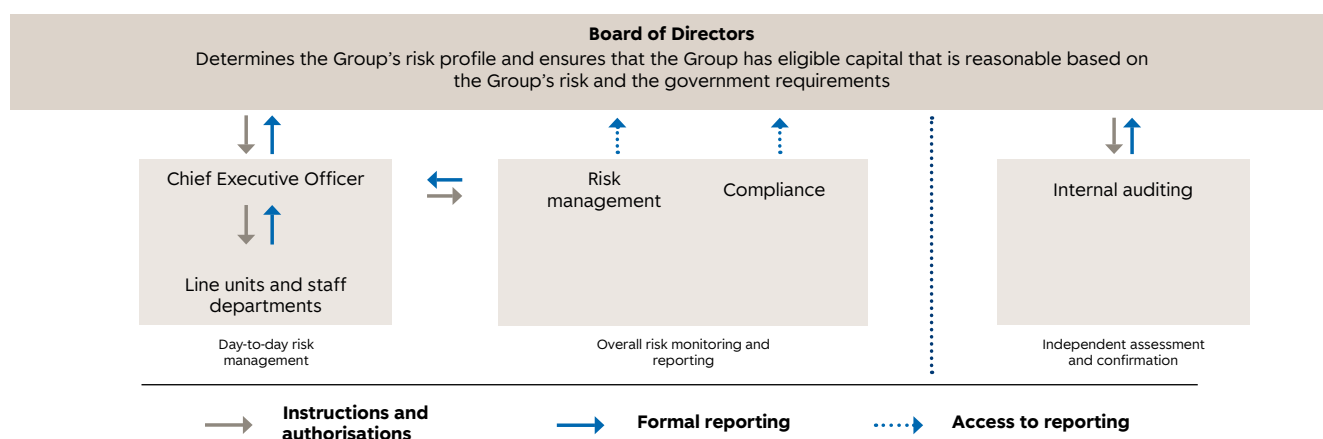 Board of Directors
Determines the Group's risk profile and ensures that the Group has eligible capital that is reasonable based on
the Group's risk and the government requirements
Chief Executive Officer
Line units and staff
departments
Day-to-day risk
management
Risk
management
Compliance
Overall risk monitoring and
reporting
Internal auditing
Independent assessment
and confirmation
Instructions and
authorisations
Formal reporting
Access to reporting